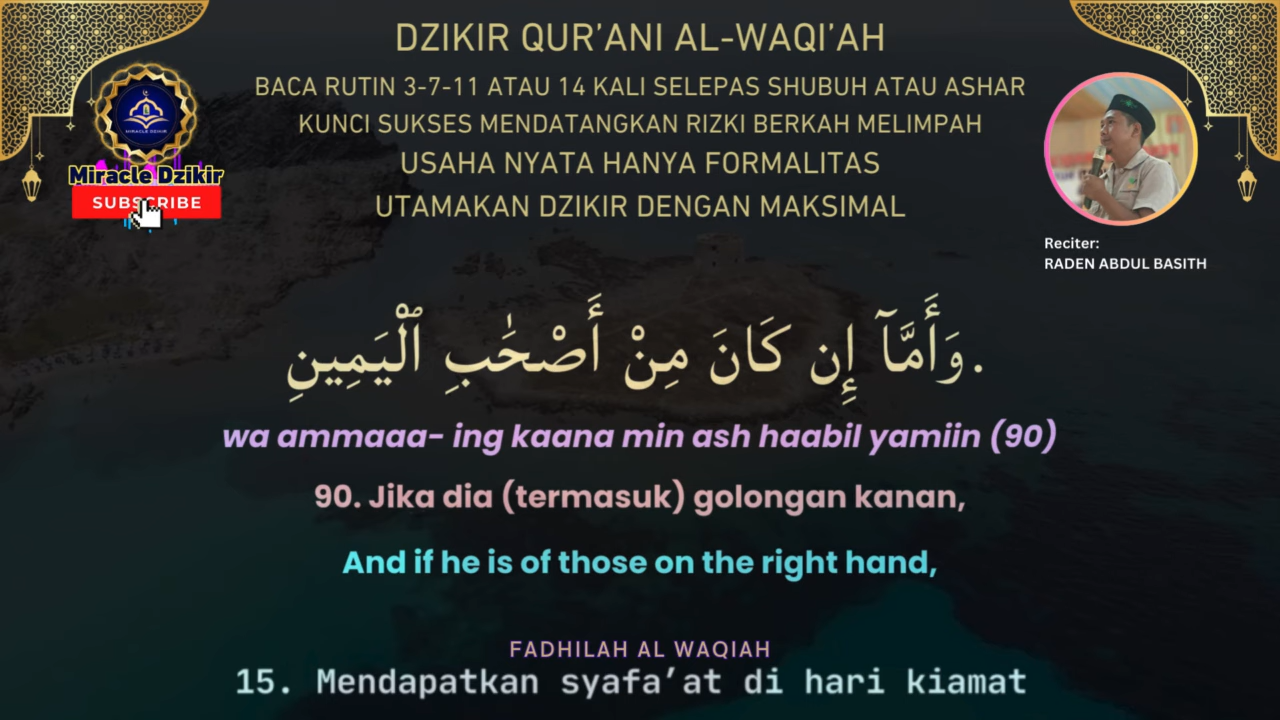 DZIKIR QUR'ANI AL-WAQI'AH
BACA RUTIN 3-7-11 ATAU 14 KALI SELEPAS SHUBUH ATAU ASHAR
KUNCI SUKSES MENDATANGKAN RIZKI BERKAH MELIMPAH
USAHA NYATA HANYA FORMALITAS
UTAMAKAN DZIKIR DENGAN MAKSIMAL
MIRACLE DZIKIR
Miracle Dzikir
SUBSCRIBE
Reciter:
RADEN ABDUL BASITH
.وَأَمَّآ إِن كَانَ مِنْ أَصْحَٰبِ ٱلْيَمِينِ
wa ammaaa- ing kaana min ash haabil yamiin (90)
90. Jika dia (termasuk) golongan kanan,
And if he is of those on the right hand,
FADHILAH AL WAQIAH
15. Mendapatkan syafa'at di hari kiamat